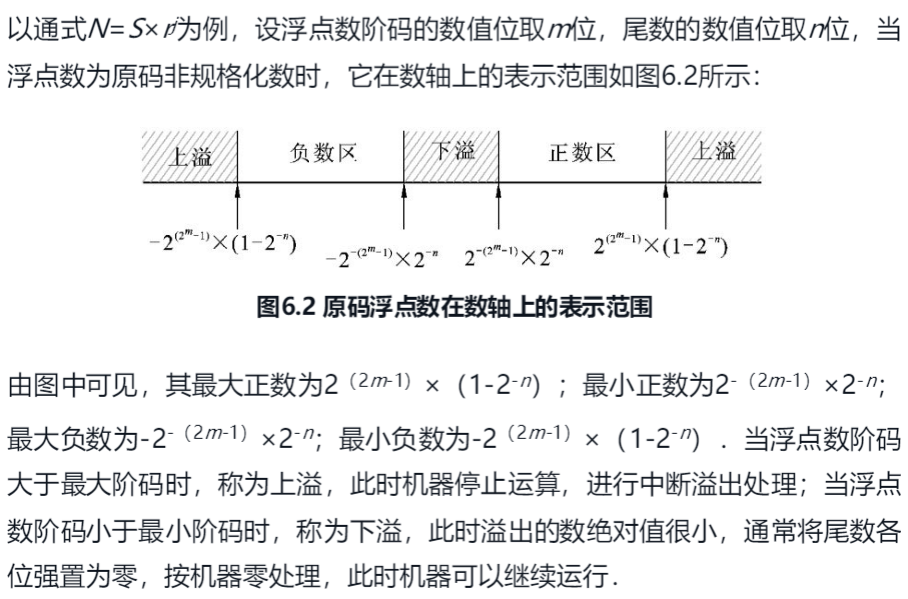 以通式N=S×rʲ为例，设浮点数阶码的数值位取m位，尾数的数值位取n位，当
浮点数为原码非规格化数时，它在数轴上的表示范围如图6.2所示：
上溢 负数区 下溢 正数区 上溢
-2^(2^m-1)×(1-2^-n) -2^-(2^m-1)×2^-n 2^-(2^m-1)×2^-n 2^(2^m-1)×(1-2^-n)
图6.2 原码浮点数在数轴上的表示范围
由图中可见，其最大正数为2（2m-1）×（1-2-n）；最小正数为2-（2m-1）×2-n;
最大负数为-2-（2m-1）×2-n；最小负数为-2（2m-1）×（1-2-n）．当浮点数阶码
大于最大阶码时，称为上溢，此时机器停止运算，进行中断溢出处理；当浮点
数阶码小于最小阶码时，称为下溢，此时溢出的数绝对值很小，通常将尾数各
位强置为零，按机器零处理，此时机器可以继续运行．